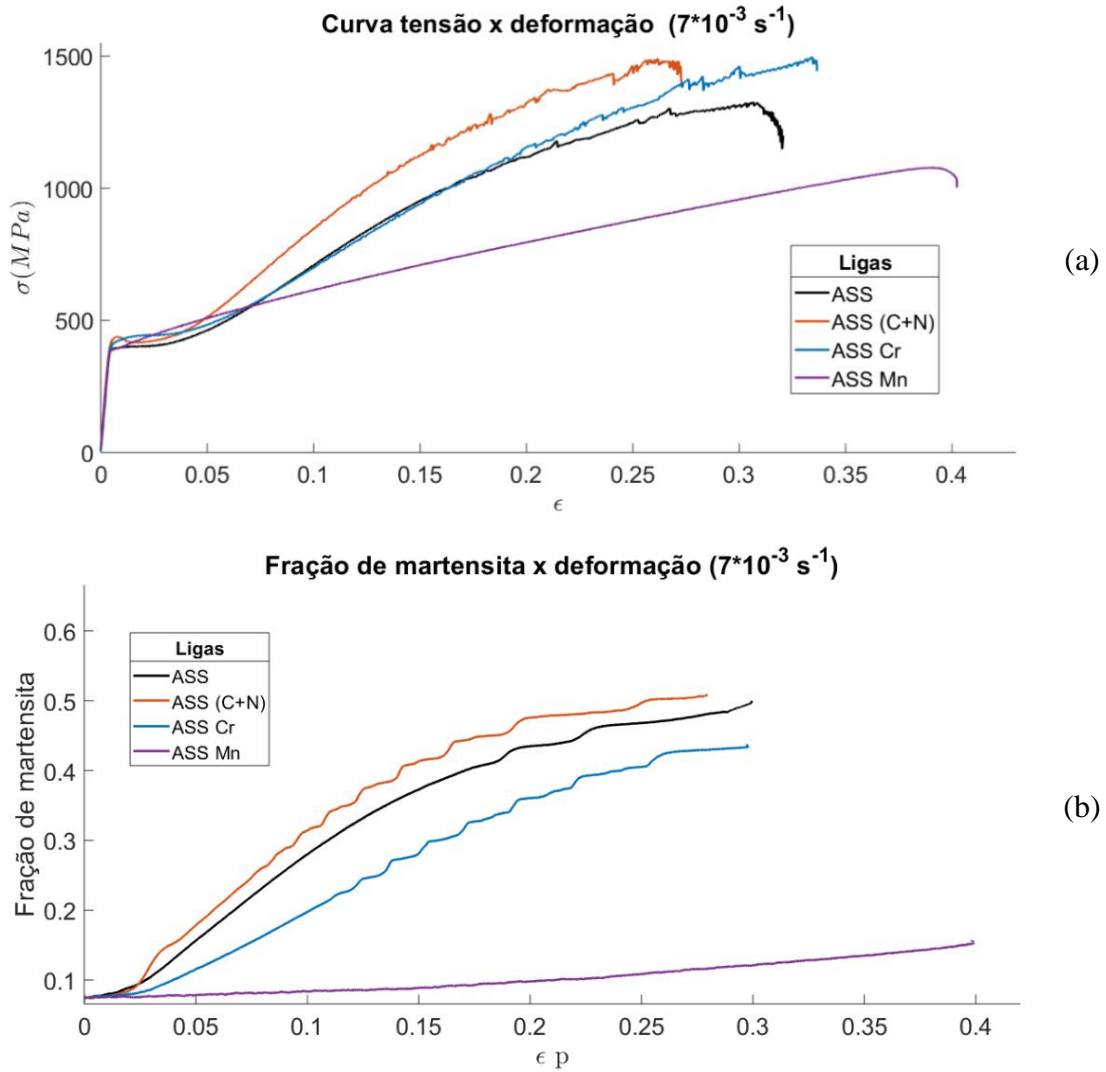 Curva tensão x deformação (7*10⁻³ s⁻¹)
1500
1000
500
0
σ(MPa)
0 0.05 0.1 0.15 0.2 0.25 0.3 0.35 0.4
ϵ
Ligas
ASS
ASS (C+N)
ASS Cr
ASS Mn
(a)
Fração de martensita x deformação (7*10⁻³ s⁻¹)
0.6
0.5
0.4
0.3
0.2
0.1
Fração de martensita
Ligas
ASS
ASS (C+N)
ASS Cr
ASS Mn
0 0.05 0.1 0.15 0.2 0.25 0.3 0.35 0.4
ϵ p
(b)